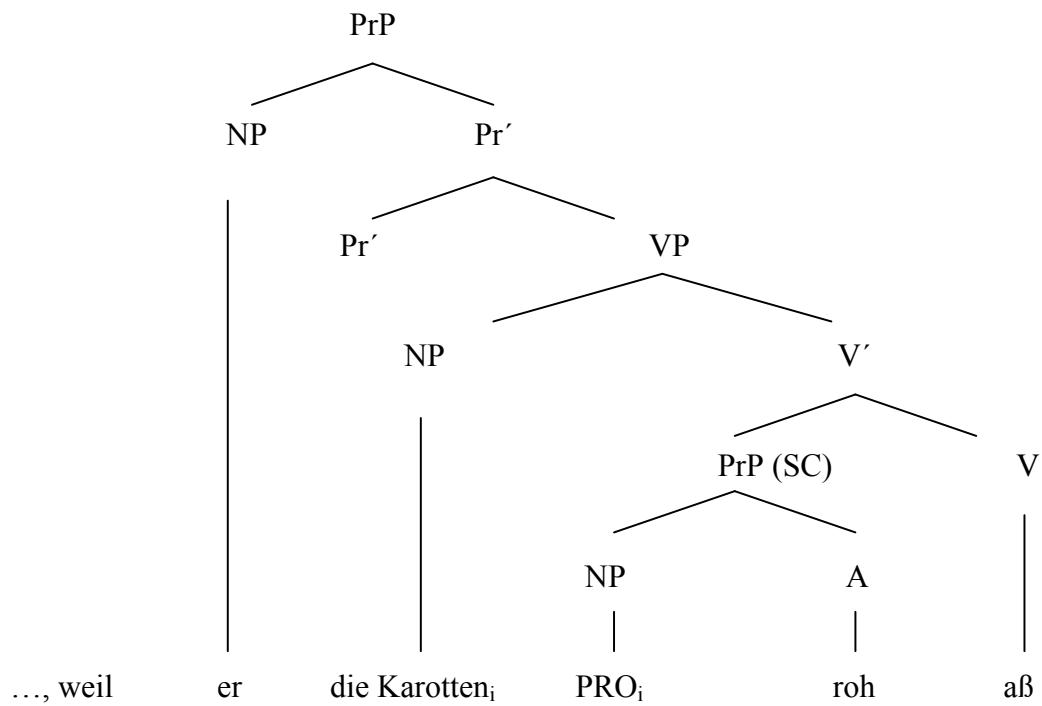 PrP
NP Pr´
Pr´ VP
NP V´
PrP (SC) V
NP A
…, weil er die Karottenᵢ PROᵢ roh aß